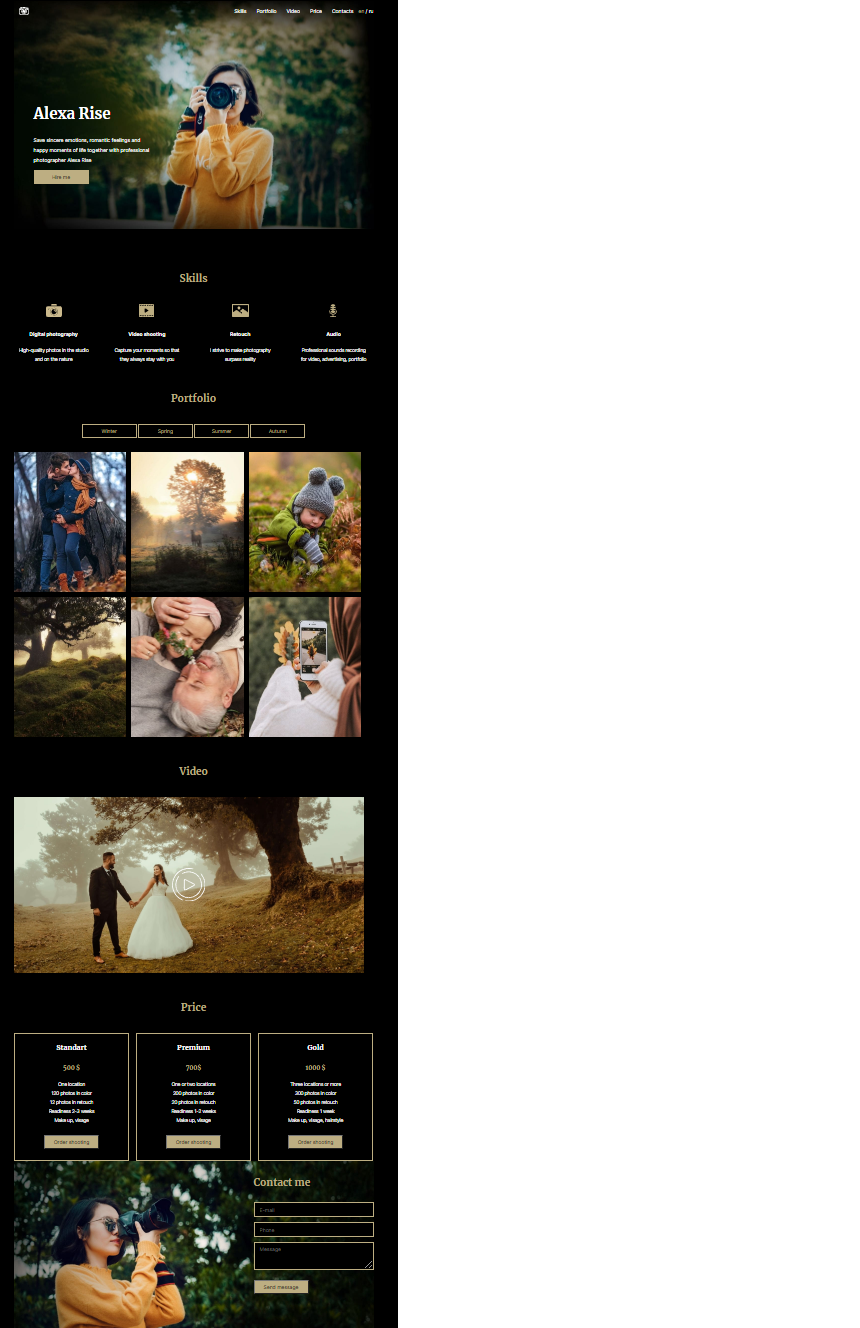 Skills Portfolio Video Price Contacts en / ru
Alexa Rise
Save sincere emotions, romantic feelings and
happy moments of life together with professional
photographer Alexa Rise
Hire me
Skills
Digital photography
High-quality photos in the studio
and on the nature
Video shooting
Capture your moments so that
they always stay with you
Retouch
I strive to make photography
surpass reality
Audio
Professional sounds recording
for video, advertising, portfolio
Portfolio
Winter
Spring
Summer
Autumn
Video
Price
Standart
500 $
One location
120 photos in color
12 photos in retouch
Readiness 2-3 weeks
Make up, visage
Order shooting
Premium
700$
One or two locations
200 photos in color
20 photos in retouch
Readiness 1-2 weeks
Make up, visage
Order shooting
Gold
1000 $
Three locations or more
300 photos in color
50 photos in retouch
Readiness 1 week
Make up, visage, hairstyle
Order shooting
Contact me
E-mail
Phone
Message
Send message